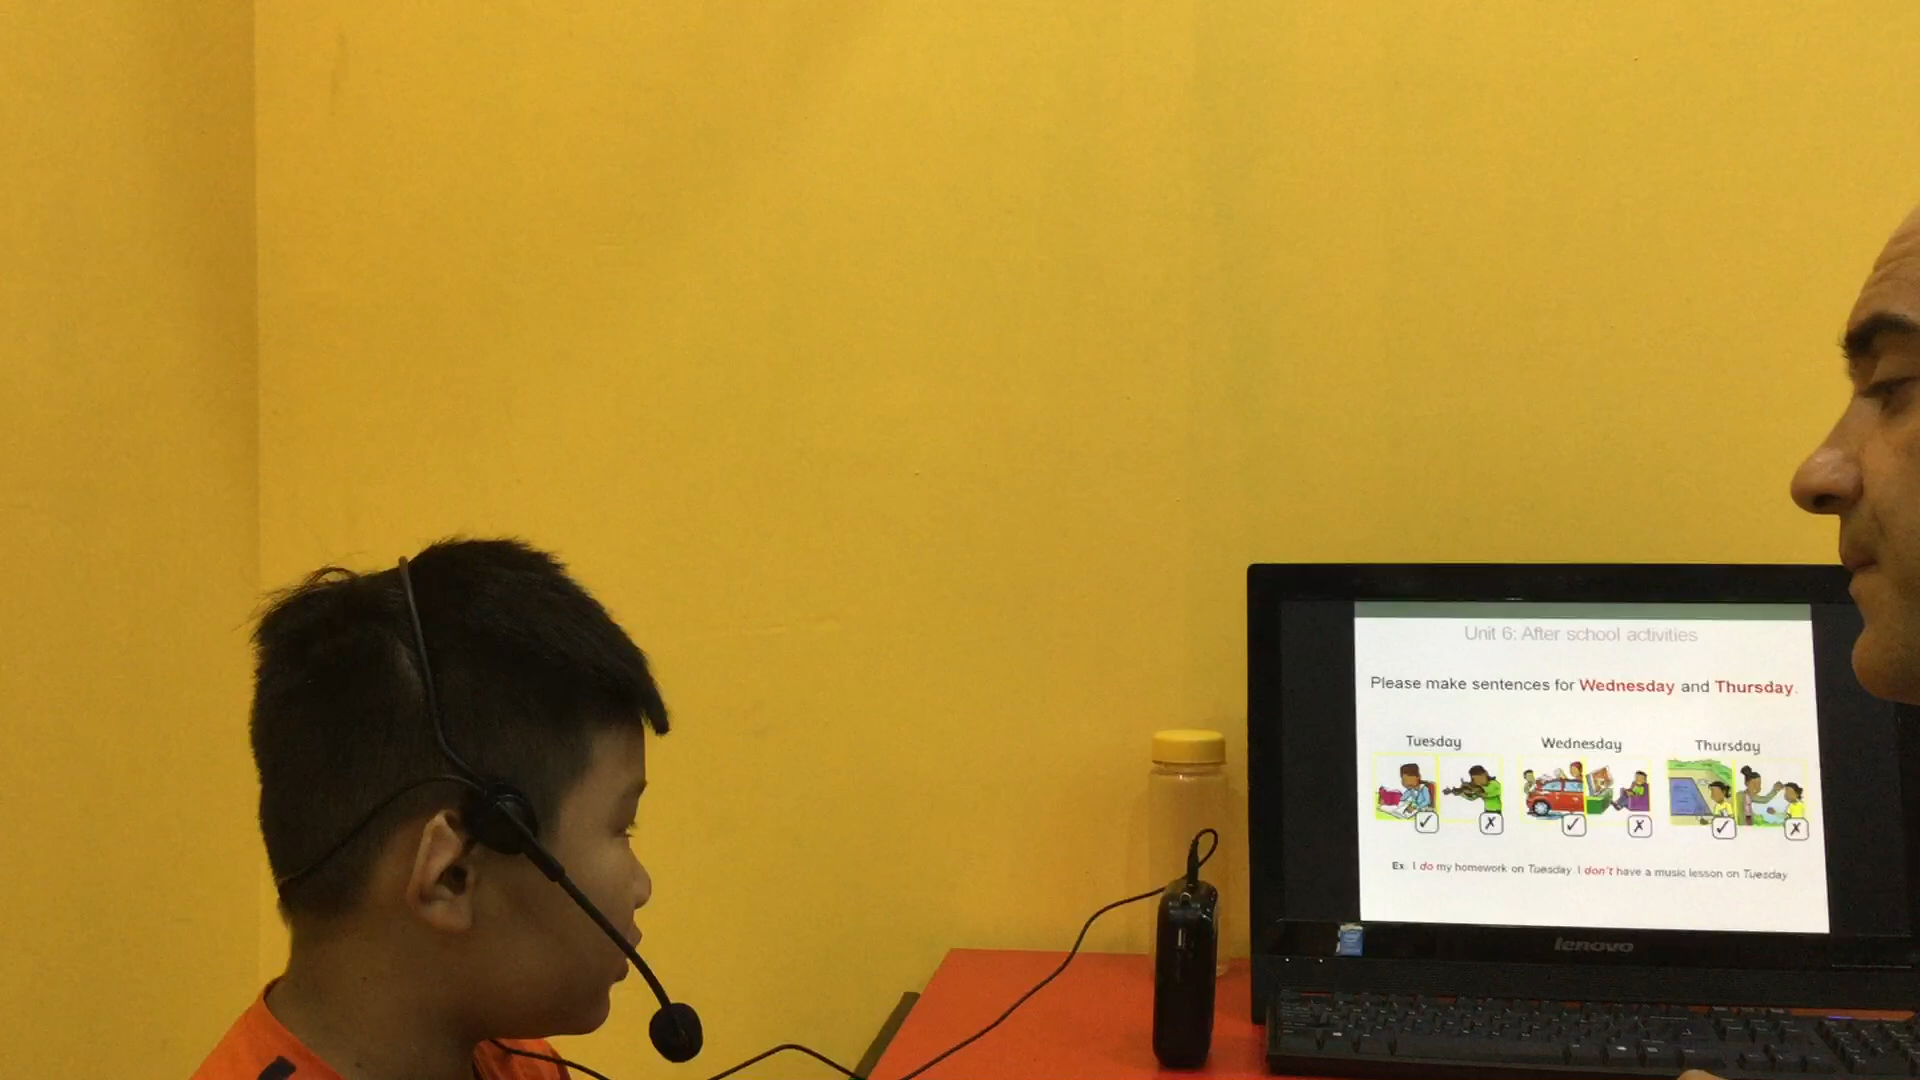 Unit 6: After school activities
Please make sentences for Wednesday and Thursday.
Tuesday Wednesday Thursday
Ex. I do my homework on Tuesday. I don't have a music lesson on Tuesday
lenovo